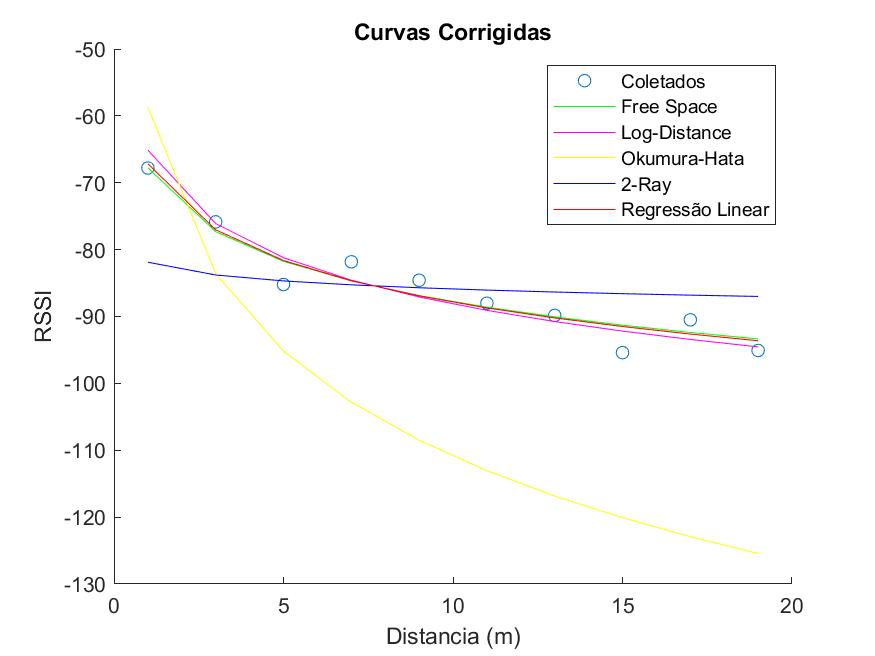 Curvas Corrigidas
-50
-60
-70
-80
-90
-100
-110
-120
-130
RSSI
0
5
10
15
20
Distancia (m)
Coletados
Free Space
Log-Distance
Okumura-Hata
2-Ray
Regressão Linear